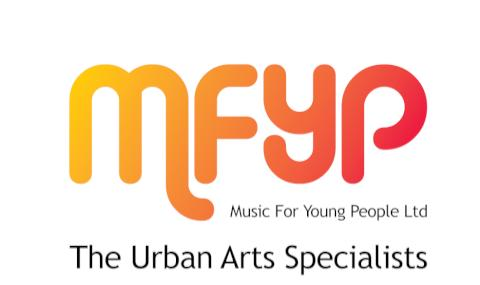 mfyp
Music For Young People Ltd
The Urban Arts Specialists